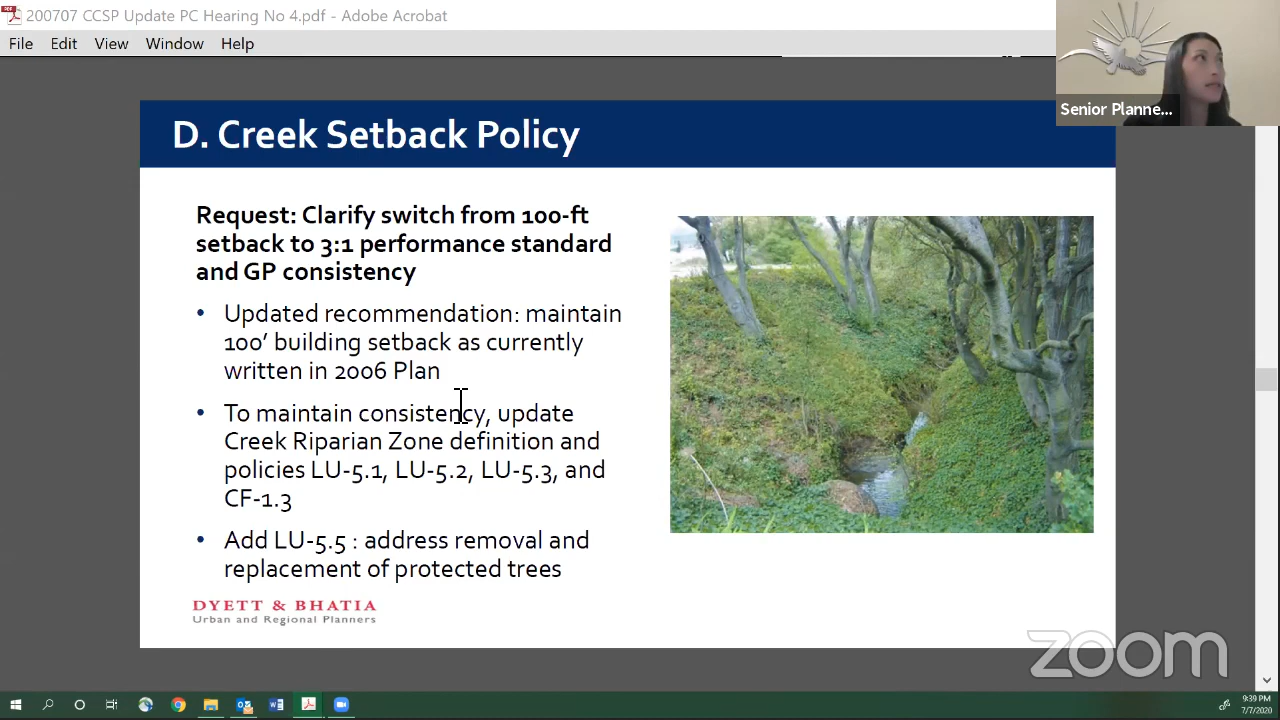 200707 CCSP Update PC Hearing No 4.pdf - Adobe Acrobat
File Edit View Window Help
Senior Planne...
D. Creek Setback Policy
Request: Clarify switch from 100-ft
setback to 3:1 performance standard
and GP consistency
• Updated recommendation: maintain
100’ building setback as currently
written in 2006 Plan
• To maintain consistency, update
Creek Riparian Zone definition and
policies LU-5.1, LU-5.2, LU-5.3, and
CF-1.3
• Add LU-5.5 : address removal and
replacement of protected trees
DYETT & BHATIA
Urban and Regional Planners
zoom
9:39 PM
7/7/2020